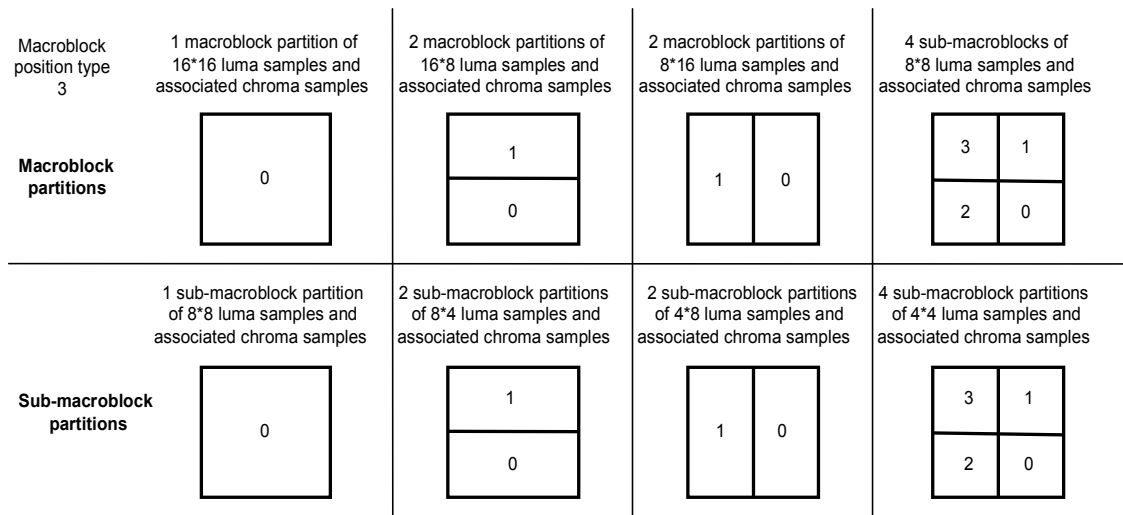 Macroblock
position type
3
1 macroblock partition of
16*16 luma samples and
associated chroma samples
2 macroblock partitions of
16*8 luma samples and
associated chroma samples
2 macroblock partitions of
8*16 luma samples and
associated chroma samples
4 sub-macroblocks of
8*8 luma samples and
associated chroma samples
Macroblock
partitions
0
1
0
1 0
3 1
2 0
1 sub-macroblock partition
of 8*8 luma samples and
associated chroma samples
2 sub-macroblock partitions
of 8*4 luma samples and
associated chroma samples
2 sub-macroblock partitions
of 4*8 luma samples and
associated chroma samples
4 sub-macroblock partitions
of 4*4 luma samples and
associated chroma samples
Sub-macroblock
partitions
0
1
0
1 0
3 1
2 0